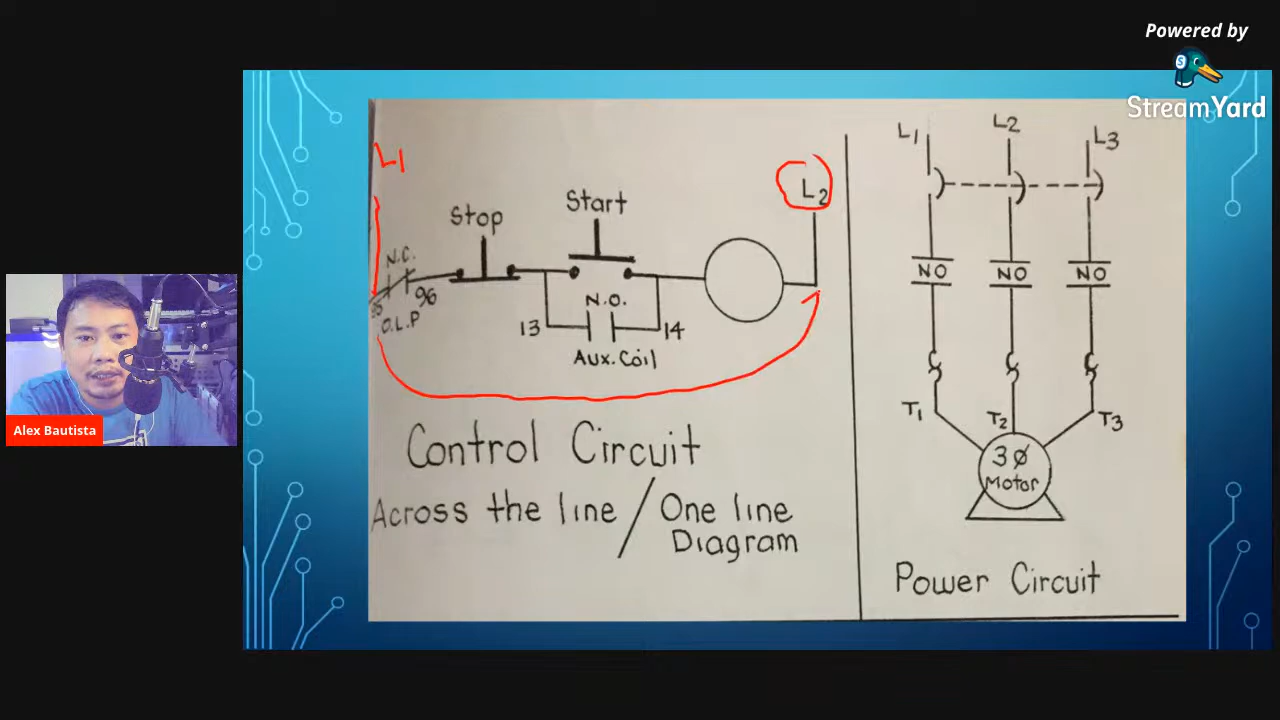 Powered by
StreamYard
L1
L2
Stop
Start
N.C.
95
96
O.L.P
N.O.
13
14
Aux. Coil
Control Circuit
Across the line / One line
Diagram
L1
L2
L3
NO
NO
NO
T1
T2
T3
3Ø
Motor
Power Circuit
Alex Bautista